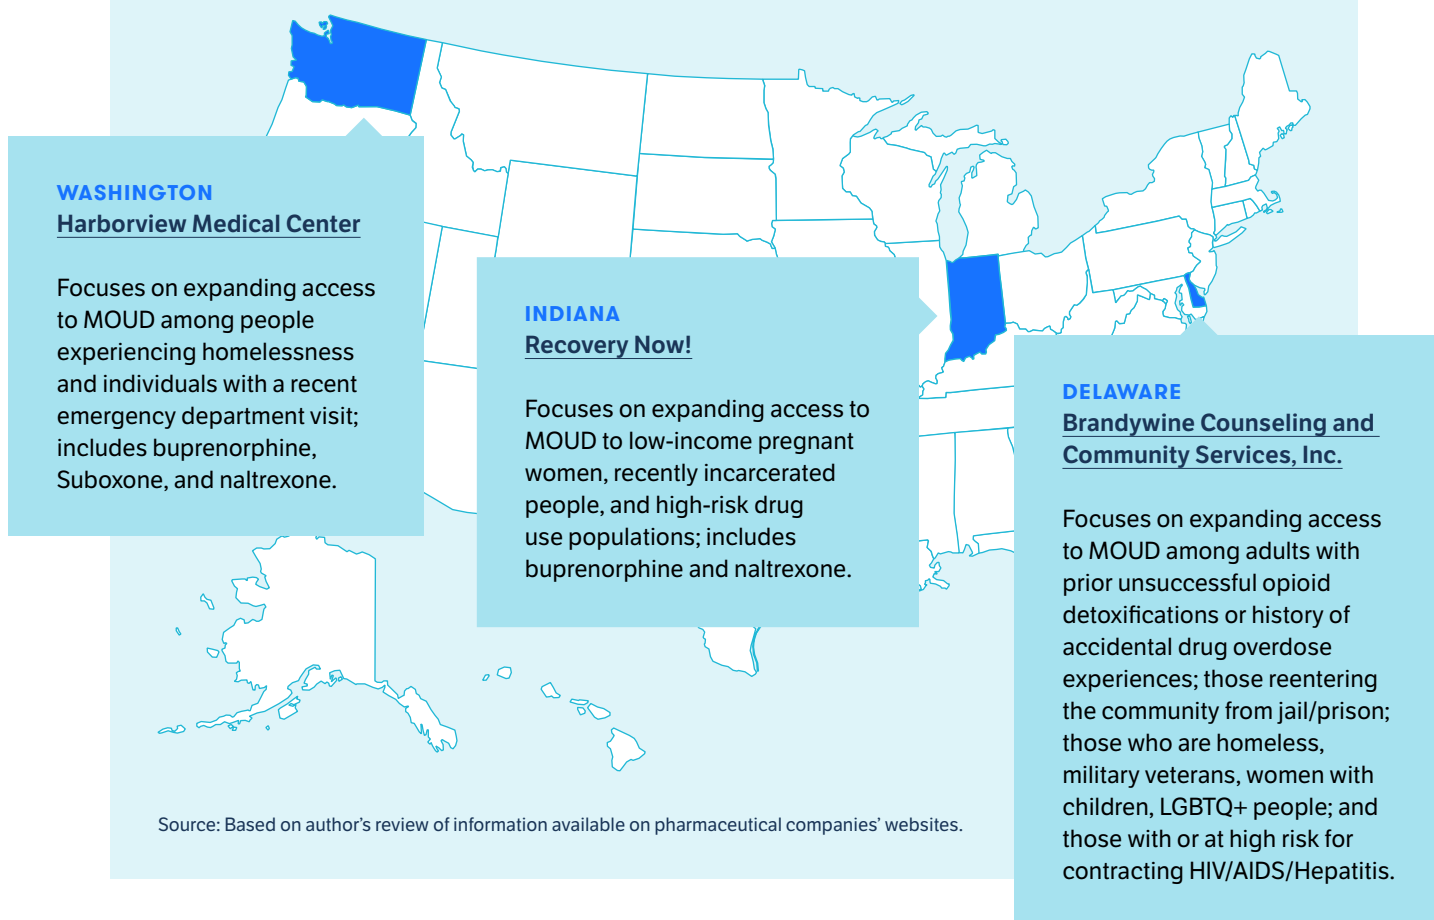 WASHINGTON
Harborview Medical Center
Focuses on expanding access
to MOUD among people
experiencing homelessness
and individuals with a recent
emergency department visit;
includes buprenorphine,
Suboxone, and naltrexone.
INDIANA
Recovery Now!
Focuses on expanding access to
MOUD to low-income pregnant
women, recently incarcerated
people, and high-risk drug
use populations; includes
buprenorphine and naltrexone.
DELAWARE
Brandywine Counseling and
Community Services, Inc.
Focuses on expanding access
to MOUD among adults with
prior unsuccessful opioid
detoxifications or history of
accidental drug overdose
experiences; those reentering
the community from jail/prison;
those who are homeless,
military veterans, women with
children, LGBTQ+ people; and
those with or at high risk for
contracting HIV/AIDS/Hepatitis.
Source: Based on author’s review of information available on pharmaceutical companies’ websites.